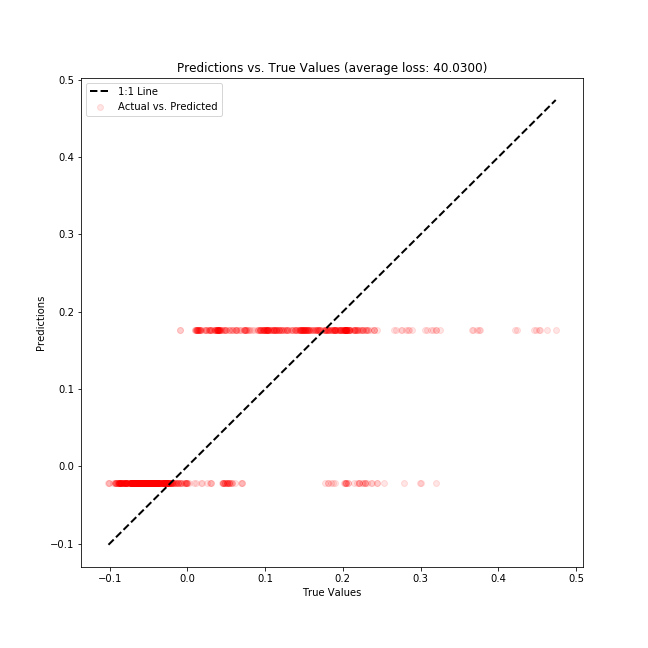 Predictions vs. True Values (average loss: 40.0300)
1:1 Line
Actual vs. Predicted
0.5
0.4
0.3
0.2
0.1
0.0
−0.1
Predictions
−0.1
0.0
0.1
0.2
0.3
0.4
0.5
True Values